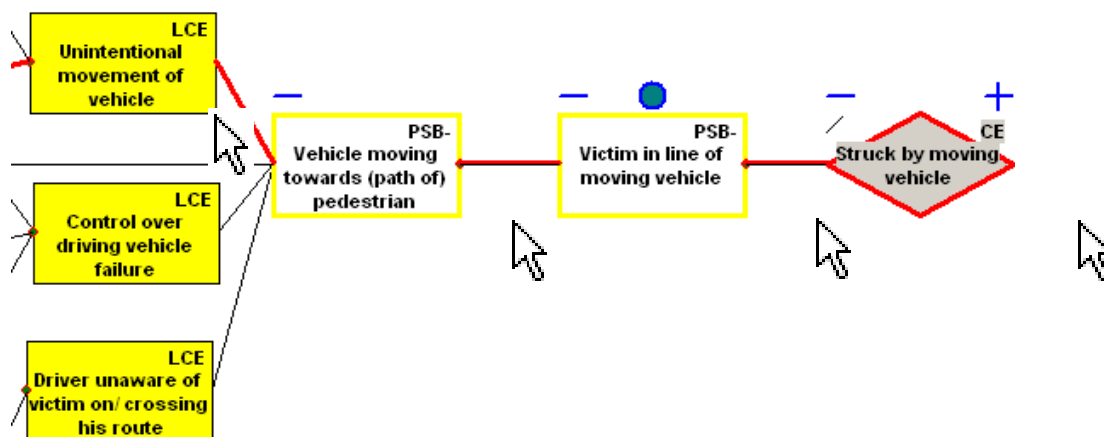 LCE
Unintentional
movement of
vehicle
PSB-
Vehicle moving
towards (path of)
pedestrian
PSB-
Victim in line of
moving vehicle
CE
Struck by moving
vehicle
LCE
Control over
driving vehicle
failure
LCE
Driver unaware of
victim on/ crossing
his route